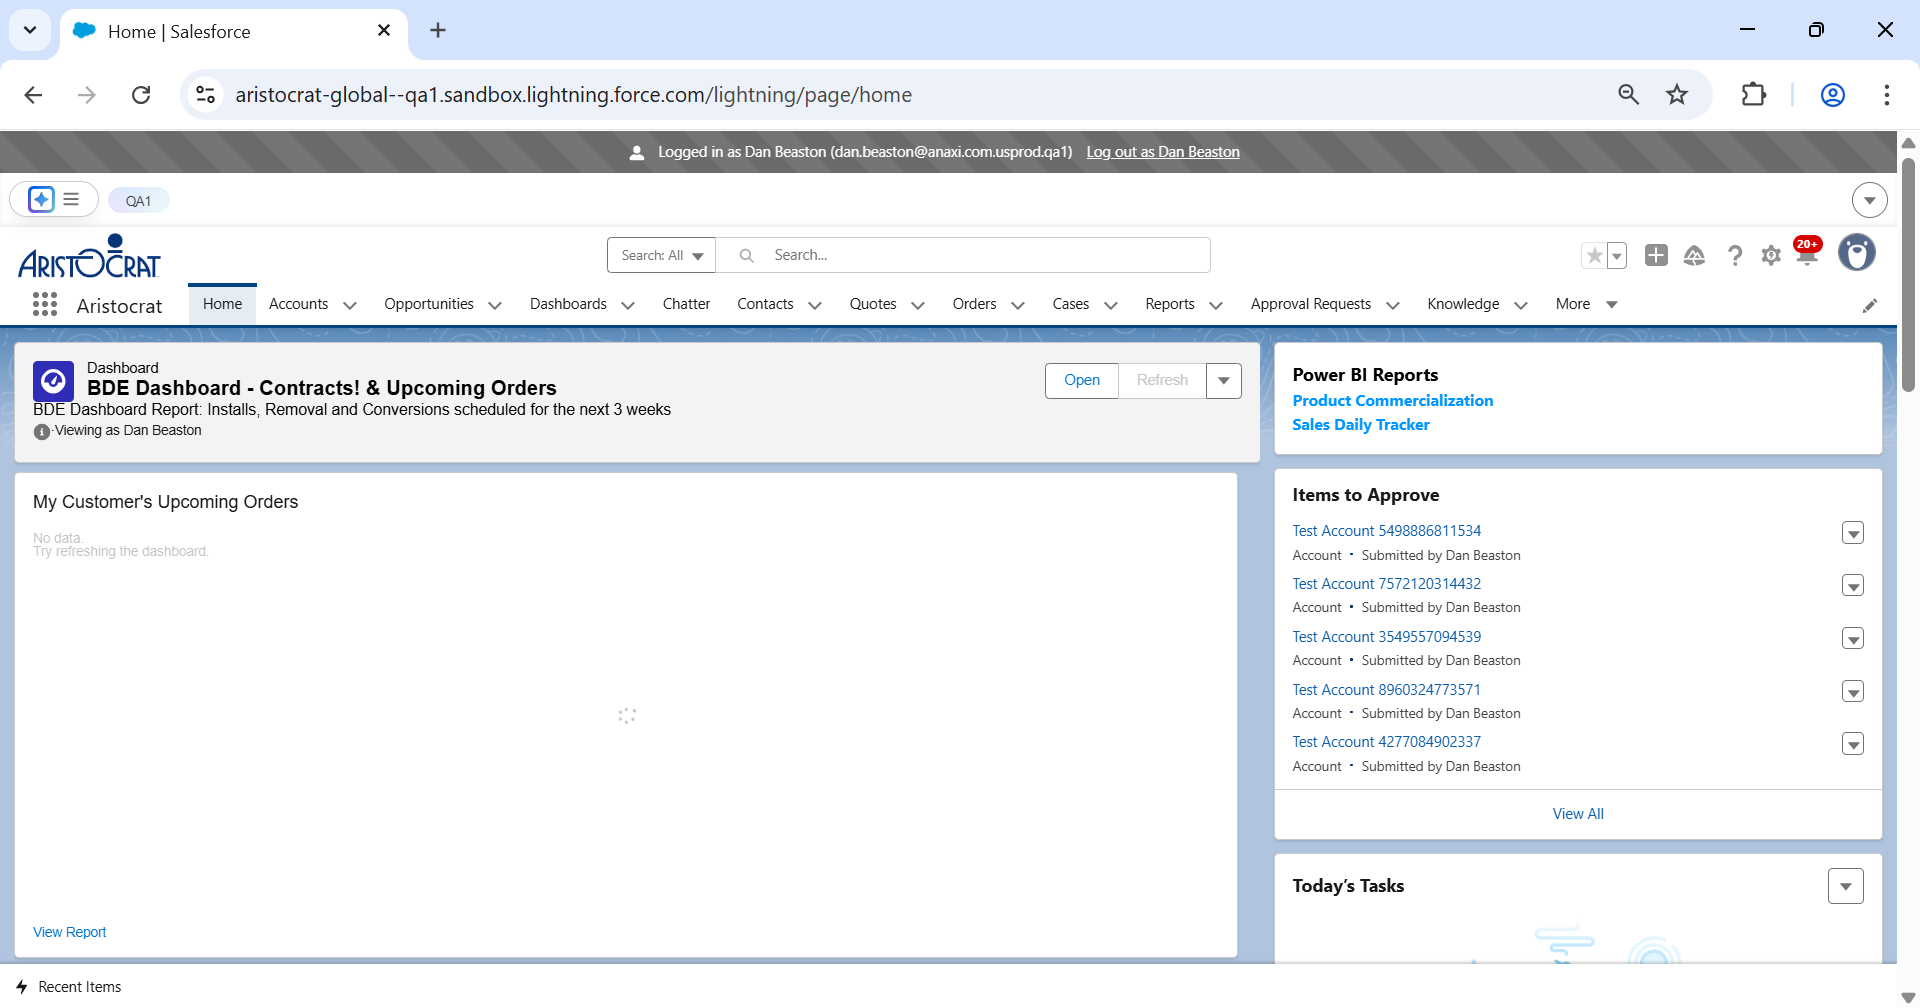 Home | Salesforce
aristocrat-global--qa1.sandbox.lightning.force.com/lightning/page/home
Logged in as Dan Beaston (dan.beaston@anaxi.com.usprod.qa1) Log out as Dan Beaston
QA1
ARISTOCRAT
Search: All
Search...
20+
Aristocrat
Home
Accounts
Opportunities
Dashboards
Chatter
Contacts
Quotes
Orders
Cases
Reports
Approval Requests
Knowledge
More
Dashboard
BDE Dashboard - Contracts! & Upcoming Orders
BDE Dashboard Report: Installs, Removal and Conversions scheduled for the next 3 weeks
Viewing as Dan Beaston
Open
Refresh
My Customer's Upcoming Orders
No data.
Try refreshing the dashboard.
View Report
Power BI Reports
Product Commercialization
Sales Daily Tracker
Items to Approve
Test Account 5498886811534
Account • Submitted by Dan Beaston
Test Account 7572120314432
Account • Submitted by Dan Beaston
Test Account 3549557094539
Account • Submitted by Dan Beaston
Test Account 8960324773571
Account • Submitted by Dan Beaston
Test Account 4277084902337
Account • Submitted by Dan Beaston
View All
Today's Tasks
Recent Items